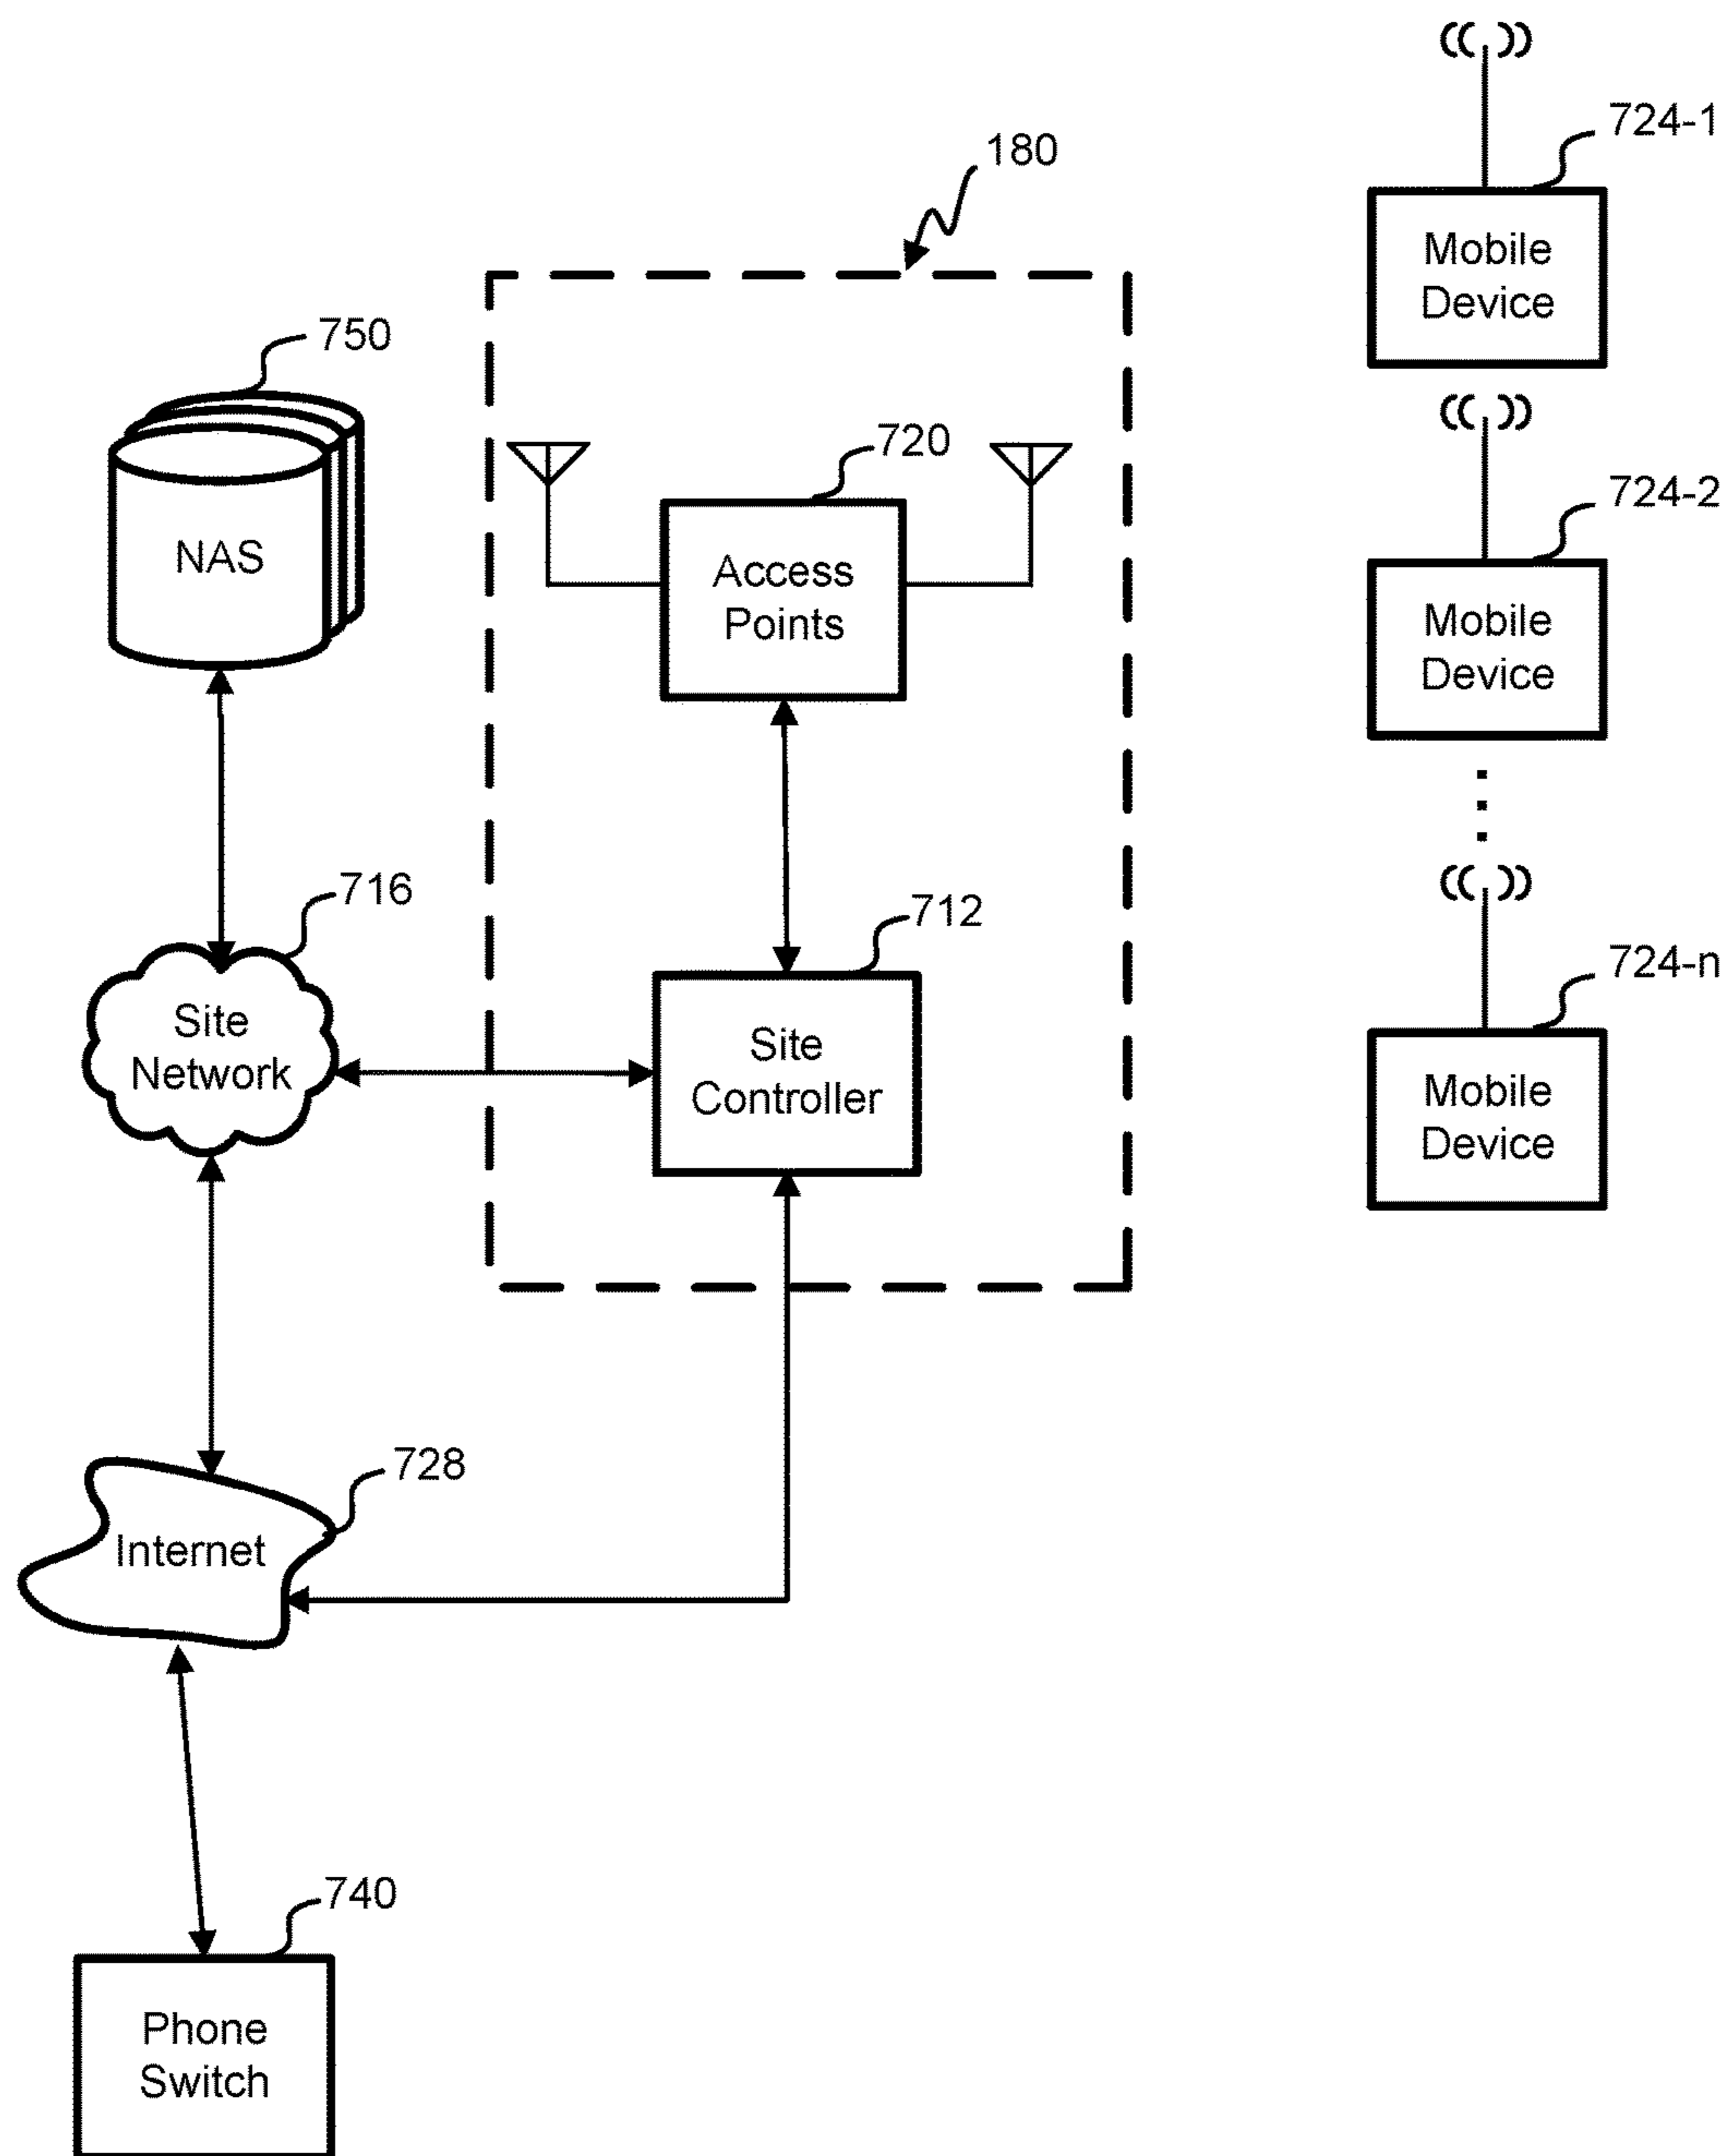 724-1
Mobile
Device
180
750
NAS
720
Access
Points
724-2
Mobile
Device
716
Site
Network
712
Site
Controller
724-n
Mobile
Device
728
Internet
740
Phone
Switch